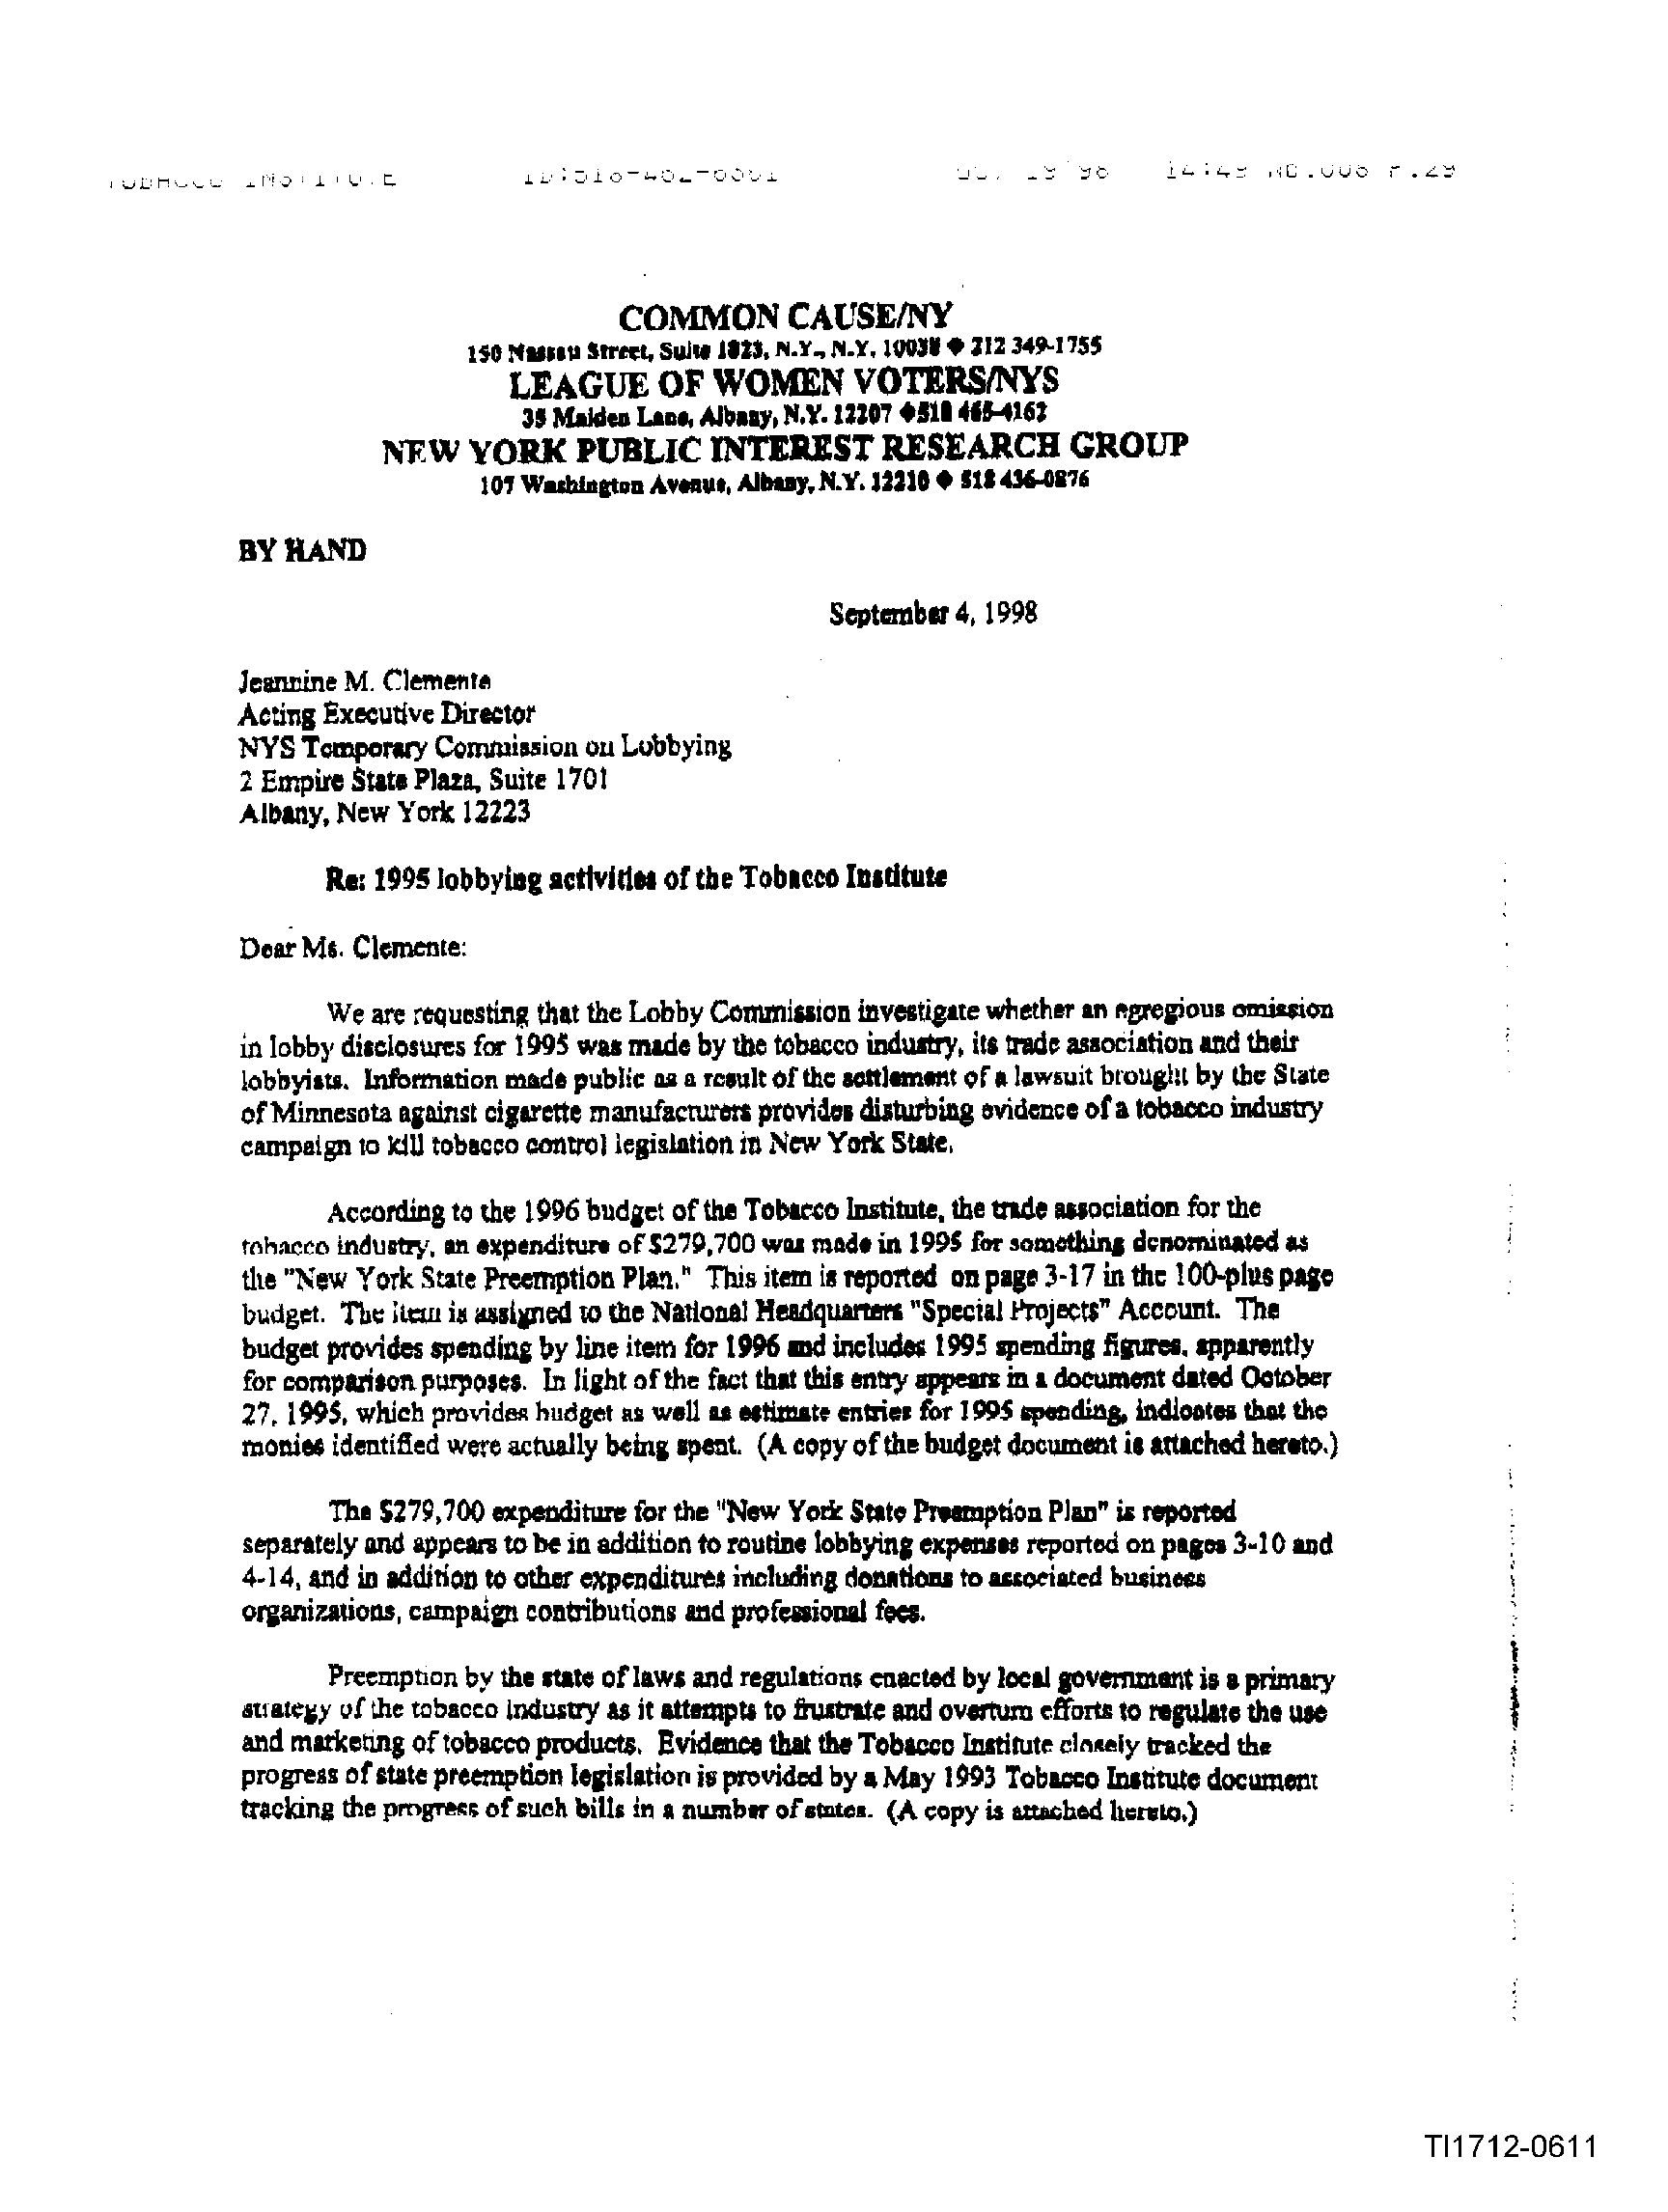 TOBACCO INSTITUTE ID:518-462- 19'98 14:49 P.29
COMMON CAUSE/NY
150 Nassau Street, Suite 1823, N.Y., N.Y. 10038 ◆ 212 349-1755
LEAGUE OF WOMEN VOTERS/NYS
35 Maiden Lane, Albany, N.Y. 12207 ◆518 465-4162
NEW YORK PUBLIC INTEREST RESEARCH GROUP
107 Washington Avenue, Albany, N.Y. 12210 ◆ 518 436-0876
BY HAND
September 4, 1998
Jeannine M. Clemente
Acting Executive Director
NYS Temporary Commission on Lobbying
2 Empire State Plaza, Suite 1701
Albany, New York 12223
Re: 1995 lobbying activities of the Tobacco Institute
Dear Ms. Clemente:
We are requesting that the Lobby Commission investigate whether an egregious omission
in lobby disclosures for 1995 was made by the tobacco industry, its trade association and their
lobbyists. Information made public as a result of the settlement of a lawsuit brought by the State
of Minnesota against cigarette manufacturers provides disturbing evidence of a tobacco industry
campaign to kill tobacco control legislation in New York State.
According to the 1996 budget of the Tobacco Institute, the trade association for the
tobacco industry, an expenditure of $279,700 was made in 1995 for something denominated as
the "New York State Preemption Plan." This item is reported on page 3-17 in the 100-plus page
budget. The item is assigned to the National Headquarters "Special Projects" Account. The
budget provides spending by line item for 1996 and includes 1995 spending figures, apparently
for comparison purposes. In light of the fact that this entry appears in a document dated October
27, 1995, which provides budget as well as estimate entries for 1995 spending, indicates that the
monies identified were actually being spent. (A copy of the budget document is attached hereto.)
The $279,700 expenditure for the "New York State Preemption Plan" is reported
separately and appears to be in addition to routine lobbying expenses reported on pages 3-10 and
4-14, and in addition to other expenditures including donations to associated business
organizations, campaign contributions and professional fees.
Preemption by the state of laws and regulations enacted by local government is a primary
strategy of the tobacco industry as it attempts to frustrate and overturn efforts to regulate the use
and marketing of tobacco products. Evidence that the Tobacco Institute closely tracked the
progress of state preemption legislation is provided by a May 1993 Tobacco Institute document
tracking the progress of such bills in a number of states. (A copy is attached hereto.)
TI1712-0611